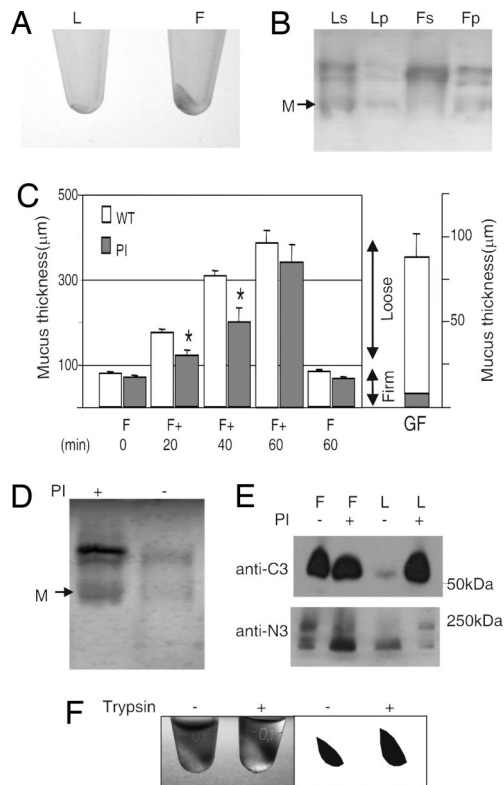 A
L F
B
Ls Lp Fs Fp
M
C
500
300
100
Mucus thickness(μm)
WT
PI
*
*
F F+ F+ F+ F
(min) 0 20 40 60 60
Loose
Firm
100
50
Mucus thickness(μm)
GF
D
PI + -
M
E
F F L L
PI - + - +
anti-C3
50kDa
anti-N3
250kDa
F
Trypsin - + - +